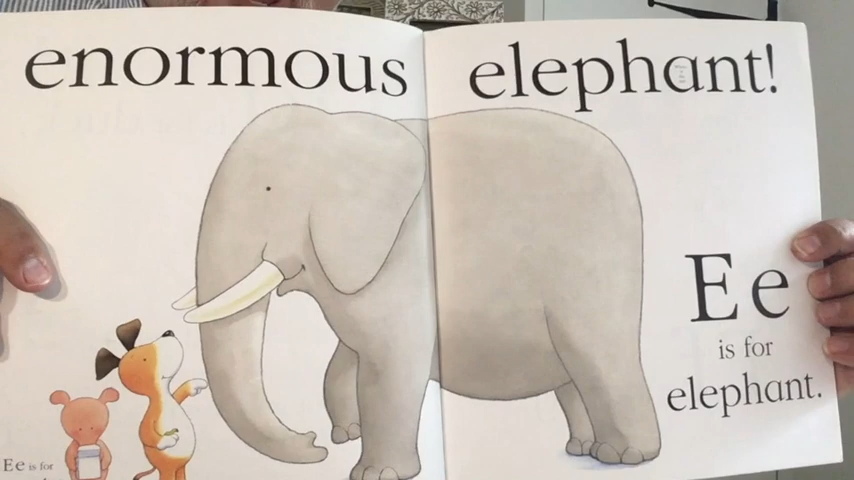 enormous elephant!
Ee
is for
elephant.
Ee is for